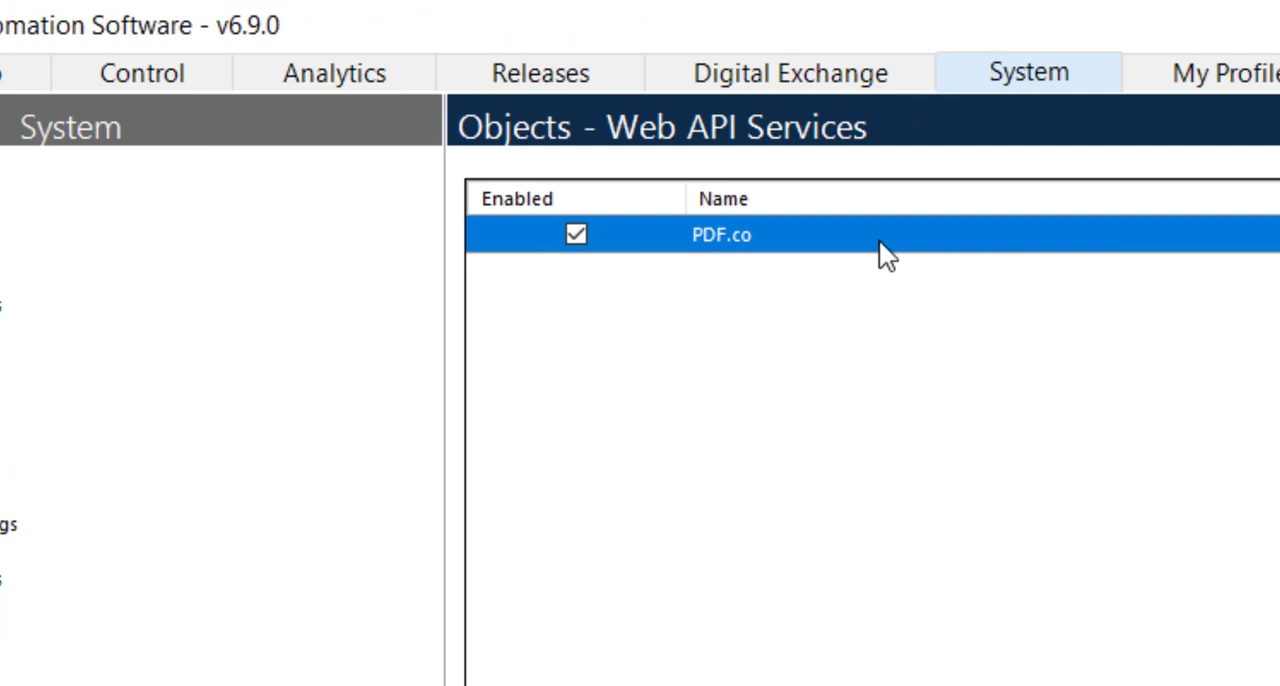 omation Software - v6.9.0
Control Analytics Releases Digital Exchange System My Profile
System
Objects - Web API Services
Enabled Name
PDF.co
gs